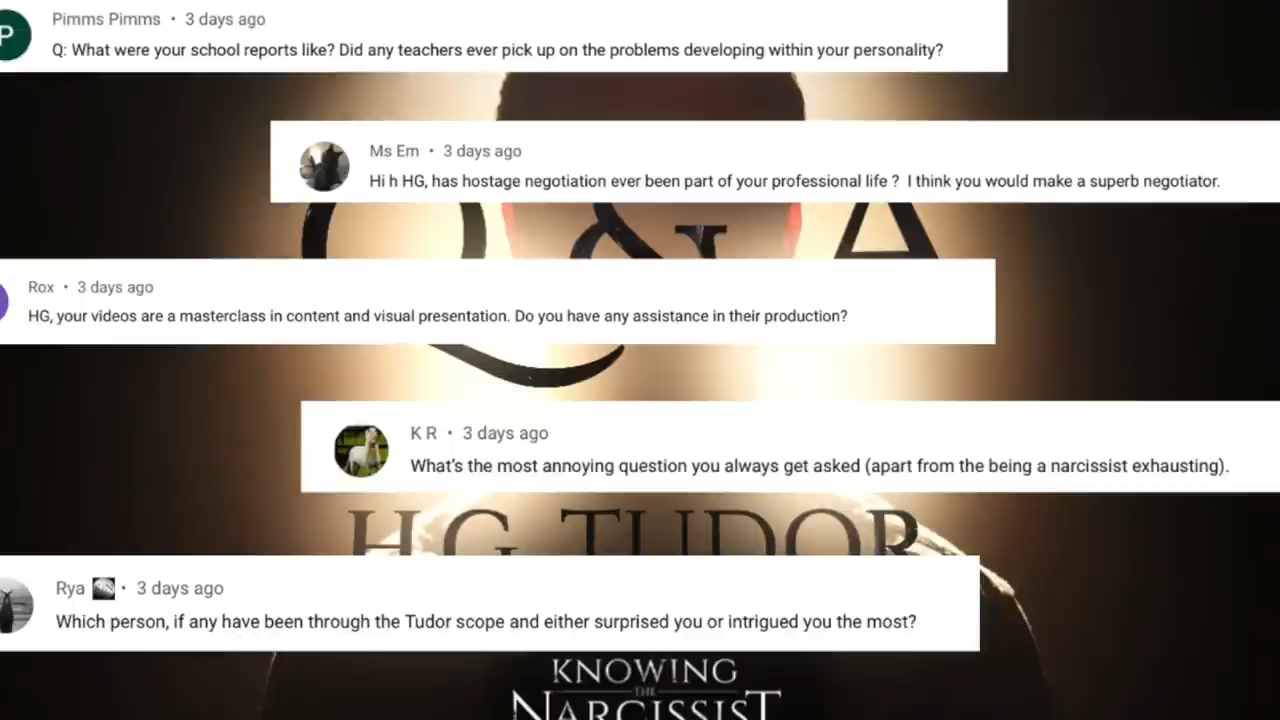 P
Pimms Pimms • 3 days ago
Q: What were your school reports like? Did any teachers ever pick up on the problems developing within your personality?
Ms Em • 3 days ago
Hi h HG, has hostage negotiation ever been part of your professional life ? I think you would make a superb negotiator.
Q & A
Rox • 3 days ago
HG, your videos are a masterclass in content and visual presentation. Do you have any assistance in their production?
K R • 3 days ago
What's the most annoying question you always get asked (apart from the being a narcissist exhausting).
HG TUDOR
Rya • 3 days ago
Which person, if any have been through the Tudor scope and either surprised you or intrigued you the most?
KNOWING
THE
NARCISSIST